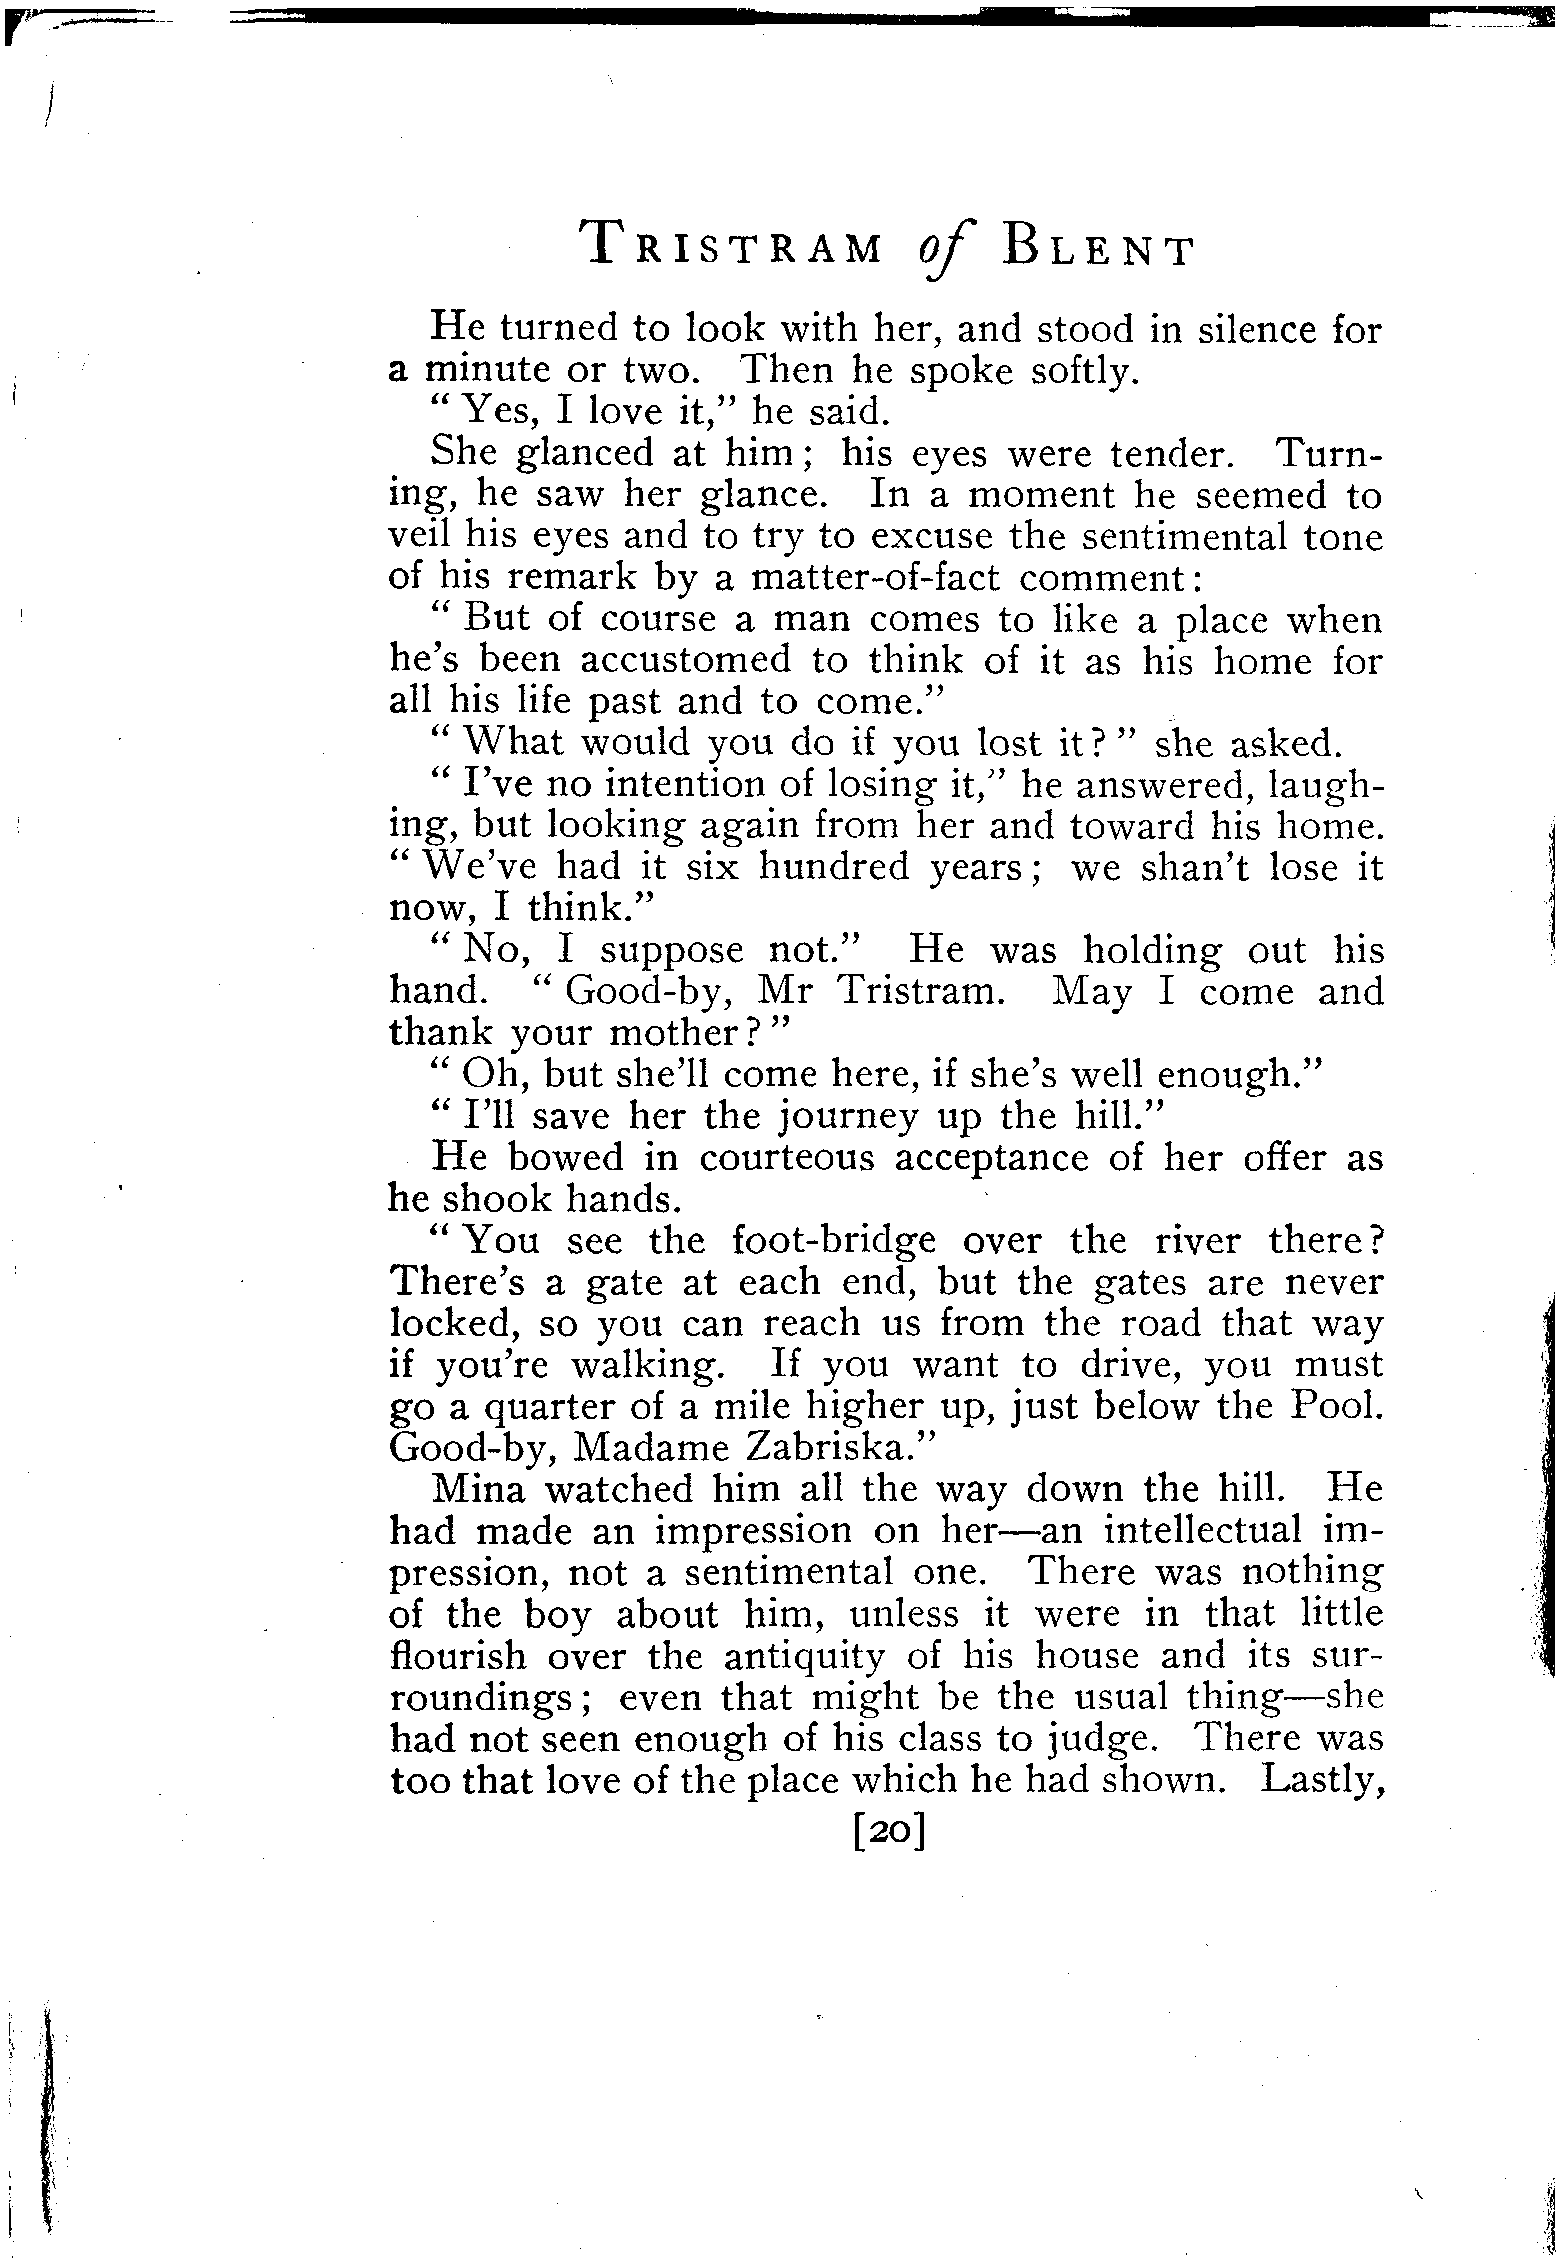 TRISTRAM of BLENT
He turned to look with her, and stood in silence for
a minute or two. Then he spoke softly.
" Yes, I love it," he said.
She glanced at him ; his eyes were tender. Turn-
ing, he saw her glance. In a moment he seemed to
veil his eyes and to try to excuse the sentimental tone
of his remark by a matter-of-fact comment :
" But of course a man comes to like a place when
he's been accustomed to think of it as his home for
all his life past and to come."
" What would you do if you lost it? " she asked.
" I've no intention of losing it," he answered, laugh-
ing, but looking again from her and toward his home.
" We've had it six hundred years ; we shan't lose it
now, I think."
" No, I suppose not." He was holding out his
hand. " Good-by, Mr Tristram. May I come and
thank your mother? "
" Oh, but she'll come here, if she's well enough."
" I'll save her the journey up the hill."
He bowed in courteous acceptance of her offer as
he shook hands.
" You see the foot-bridge over the river there?
There's a gate at each end, but the gates are never
locked, so you can reach us from the road that way
if you're walking. If you want to drive, you must
go a quarter of a mile higher up, just below the Pool.
Good-by, Madame Zabriska."
Mina watched him all the way down the hill. He
had made an impression on her—an intellectual im-
pression, not a sentimental one. There was nothing
of the boy about him, unless it were in that little
flourish over the antiquity of his house and its sur-
roundings ; even that might be the usual thing—she
had not seen enough of his class to judge. There was
too that love of the place which he had shown. Lastly,
[20]